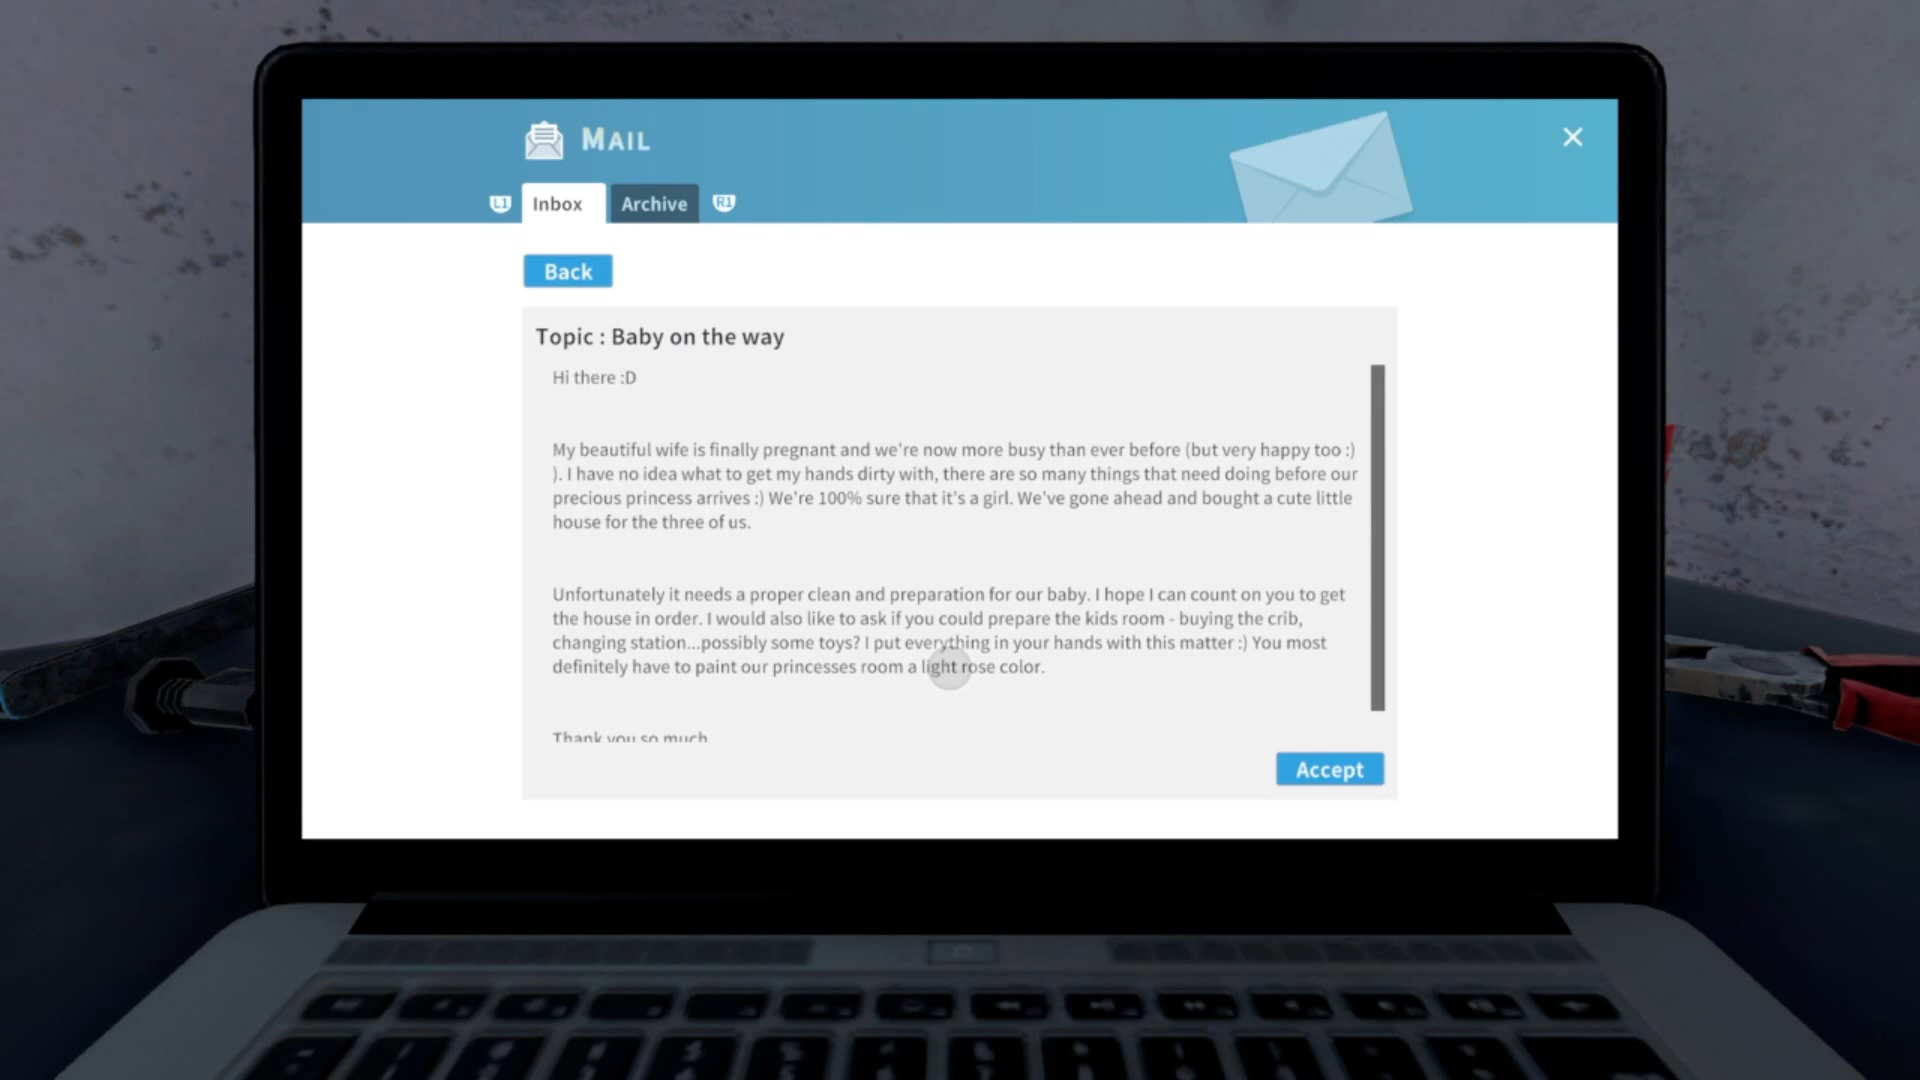 MAIL
L1 Inbox Archive R1
Back
Topic : Baby on the way
Hi there :D
My beautiful wife is finally pregnant and we're now more busy than ever before (but very happy too :)
). I have no idea what to get my hands dirty with, there are so many things that need doing before our
precious princess arrives :) We're 100% sure that it's a girl. We've gone ahead and bought a cute little
house for the three of us.
Unfortunately it needs a proper clean and preparation for our baby. I hope I can count on you to get
the house in order. I would also like to ask if you could prepare the kids room - buying the crib,
changing station...possibly some toys? I put everything in your hands with this matter :) You most
definitely have to paint our princesses room a light rose color.
Thank you so much
Accept